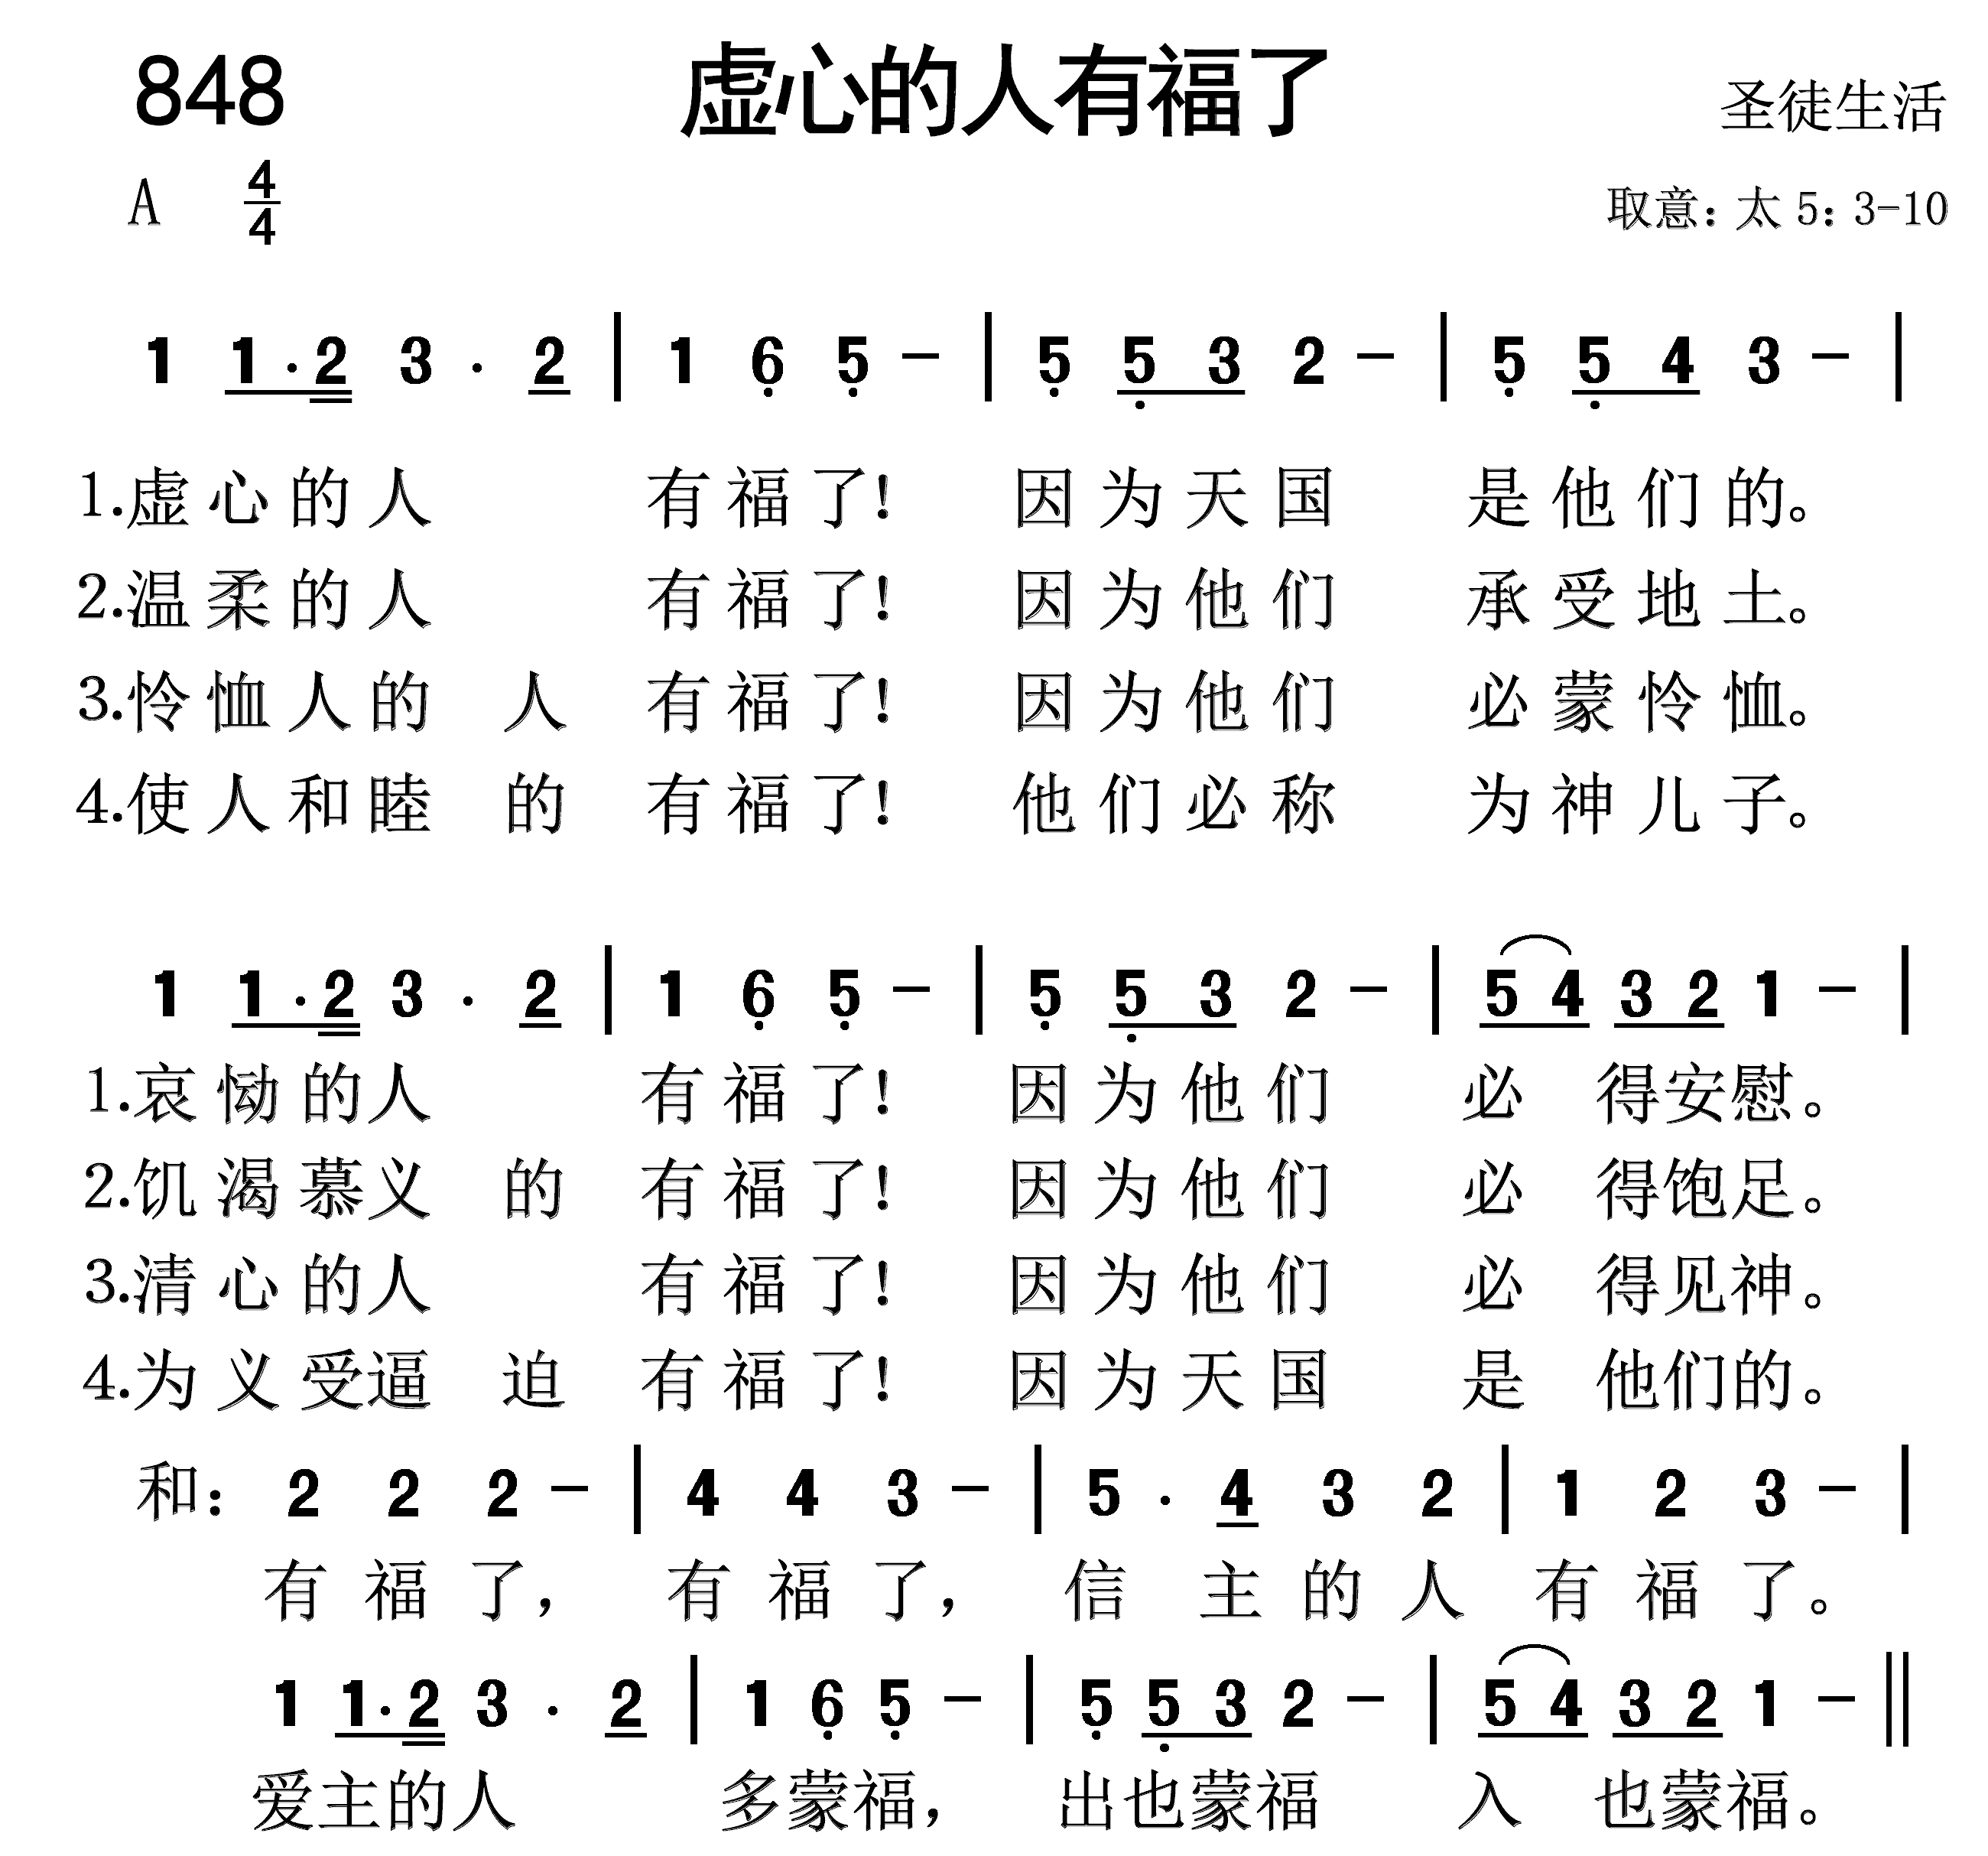 848 虚心的人有福了 圣徒生活
A 4/4 取意：太 5：3-10
1 1·2 3 · 2 | 1 6̣ 5̣ － | 5̣ 5̣ 3 2 － | 5̣ 5̣ 4 3 － |
1.虚心的人 有福了！ 因为天国 是他们的。
2.温柔的人 有福了！ 因为他们 承受地土。
3.怜恤人的 人 有福了！ 因为他们 必蒙怜恤。
4.使人和睦 的 有福了！ 他们必称 为神儿子。
1 1·2 3 · 2 | 1 6̣ 5̣ － | 5̣ 5̣ 3 2 － | 5 4 3 2 1 － |
1.哀恸的人 有福了！ 因为他们 必 得安慰。
2.饥渴慕义 的 有福了！ 因为他们 必 得饱足。
3.清心的人 有福了！ 因为他们 必 得见神。
4.为义受逼 迫 有福了！ 因为天国 是 他们的。
和：2 2 2 － | 4 4 3 － | 5 · 4 3 2 | 1 2 3 － |
有福了， 有福了， 信主的人 有福了。
1 1·2 3 · 2 | 1 6̣ 5̣ － | 5̣ 5̣ 3 2 － | 5 4 3 2 1 － ‖
爱主的人 多蒙福， 出也蒙福 入 也蒙福。